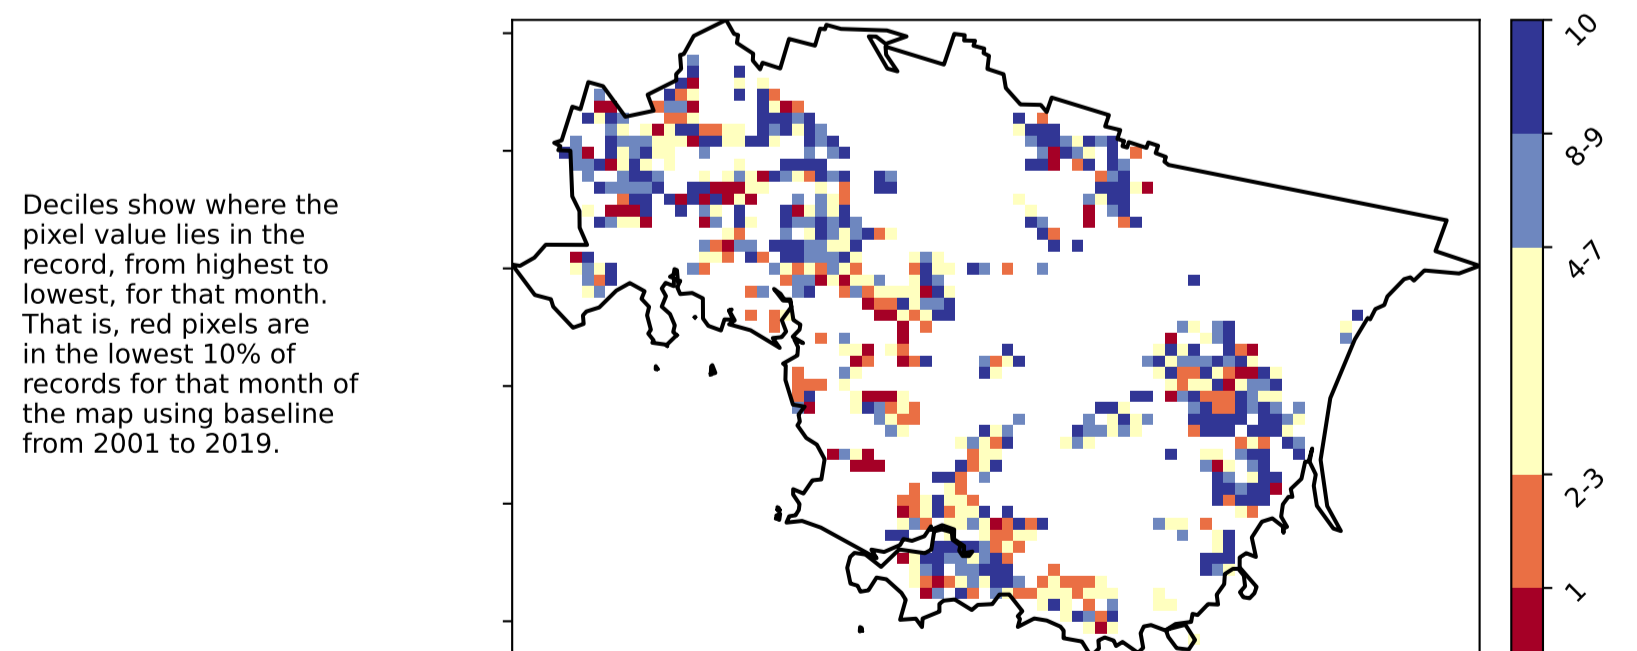 Deciles show where the
pixel value lies in the
record, from highest to
lowest, for that month.
That is, red pixels are
in the lowest 10% of
records for that month of
the map using baseline
from 2001 to 2019.
10
8-9
4-7
2-3
1